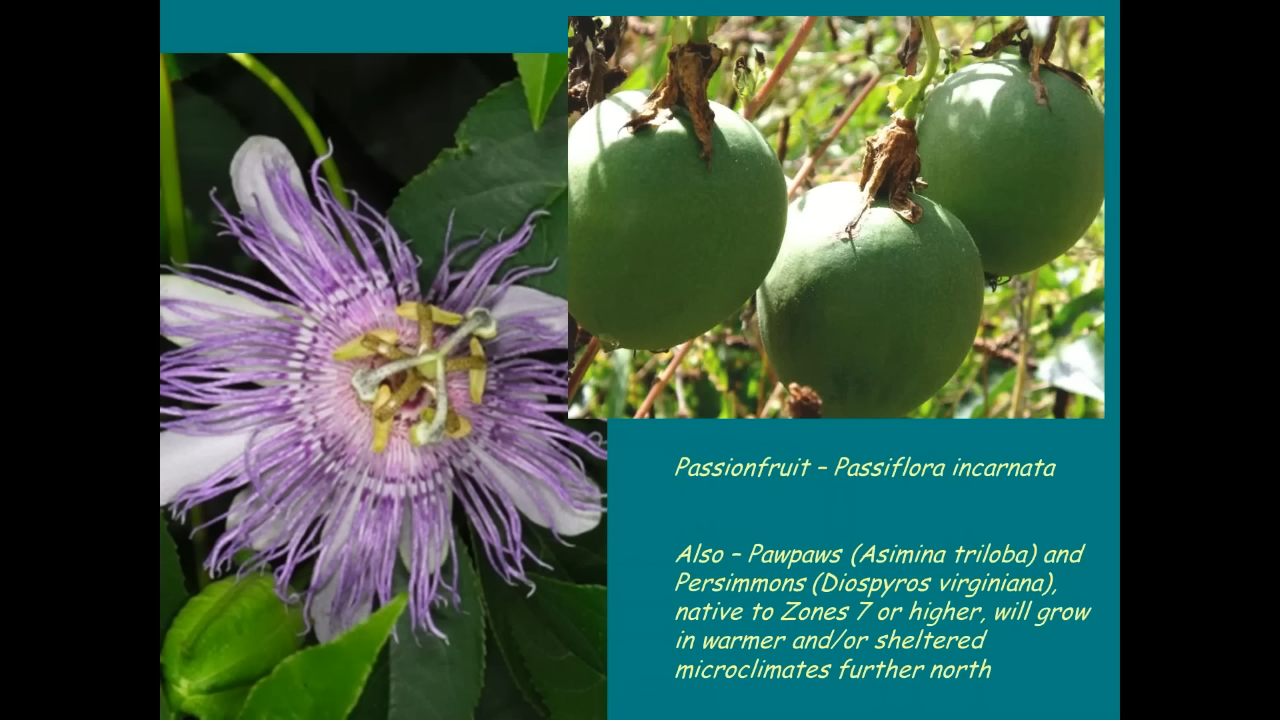 Passionfruit – Passiflora incarnata
Also – Pawpaws (Asimina triloba) and
Persimmons (Diospyros virginiana),
native to Zones 7 or higher, will grow
in warmer and/or sheltered
microclimates further north